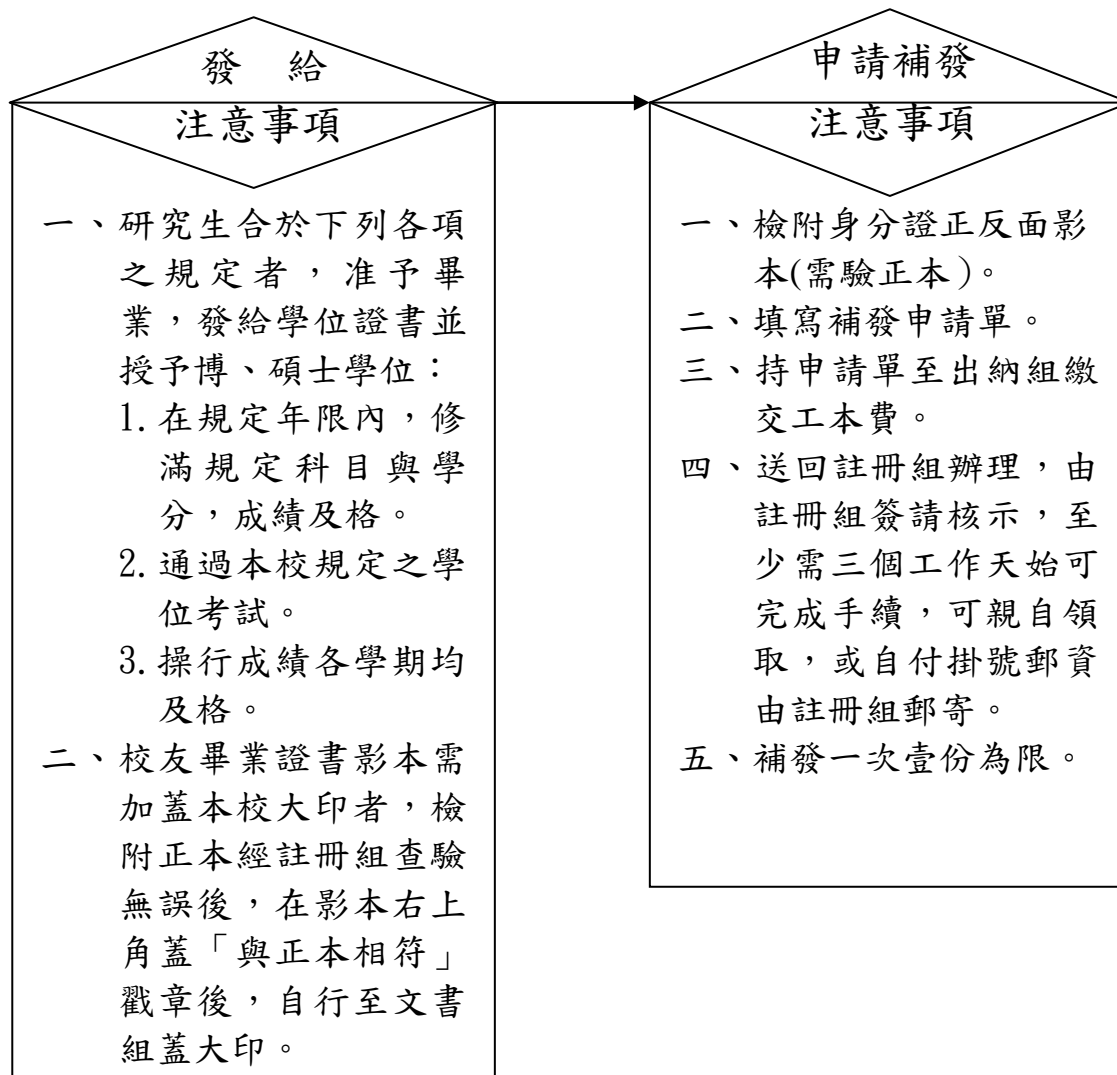 發　給
注意事項
一、研究生合於下列各項
之規定者，准予畢
業，發給學位證書並
授予博、碩士學位：
1.在規定年限內，修
滿規定科目與學
分，成績及格。
2.通過本校規定之學
位考試。
3.操行成績各學期均
及格。
二、校友畢業證書影本需
加蓋本校大印者，檢
附正本經註冊組查驗
無誤後，在影本右上
角蓋「與正本相符」
戳章後，自行至文書
組蓋大印。
申請補發
注意事項
一、檢附身分證正反面影
本(需驗正本)。
二、填寫補發申請單。
三、持申請單至出納組繳
交工本費。
四、送回註冊組辦理，由
註冊組簽請核示，至
少需三個工作天始可
完成手續，可親自領
取，或自付掛號郵資
由註冊組郵寄。
五、補發一次壹份為限。